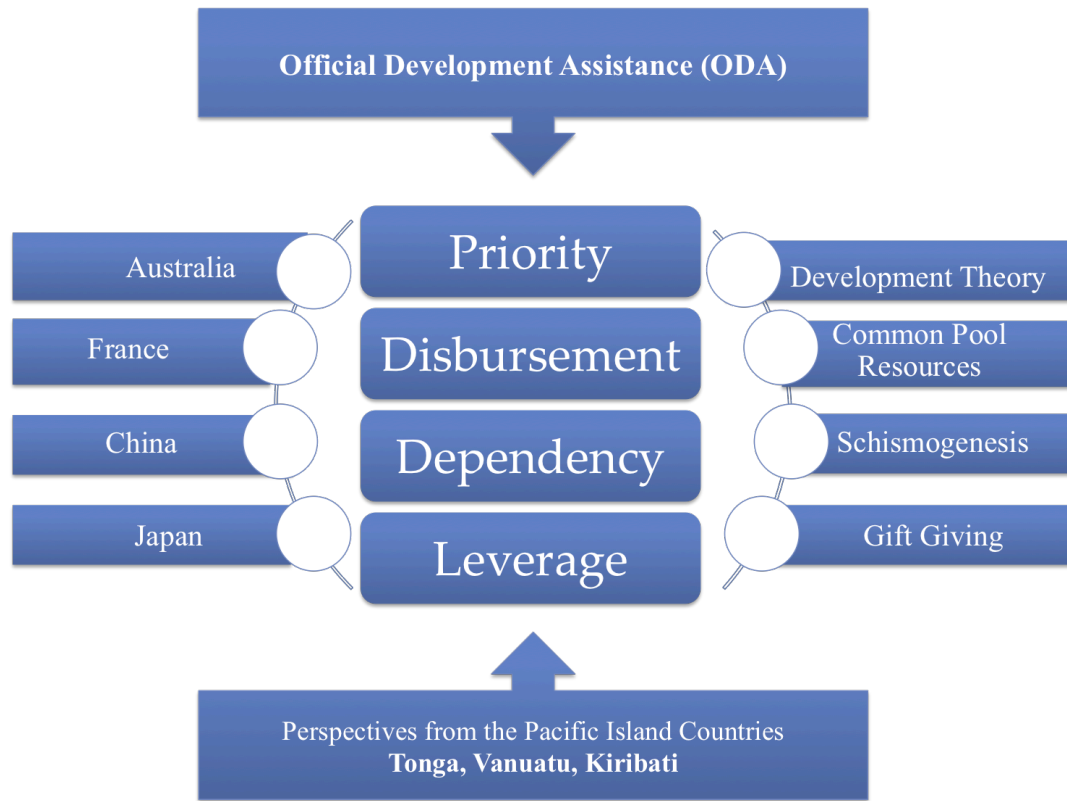 Official Development Assistance (ODA)
Australia
France
China
Japan
Priority
Disbursement
Dependency
Leverage
Development Theory
Common Pool
Resources
Schismogenesis
Gift Giving
Perspectives from the Pacific Island Countries
Tonga, Vanuatu, Kiribati